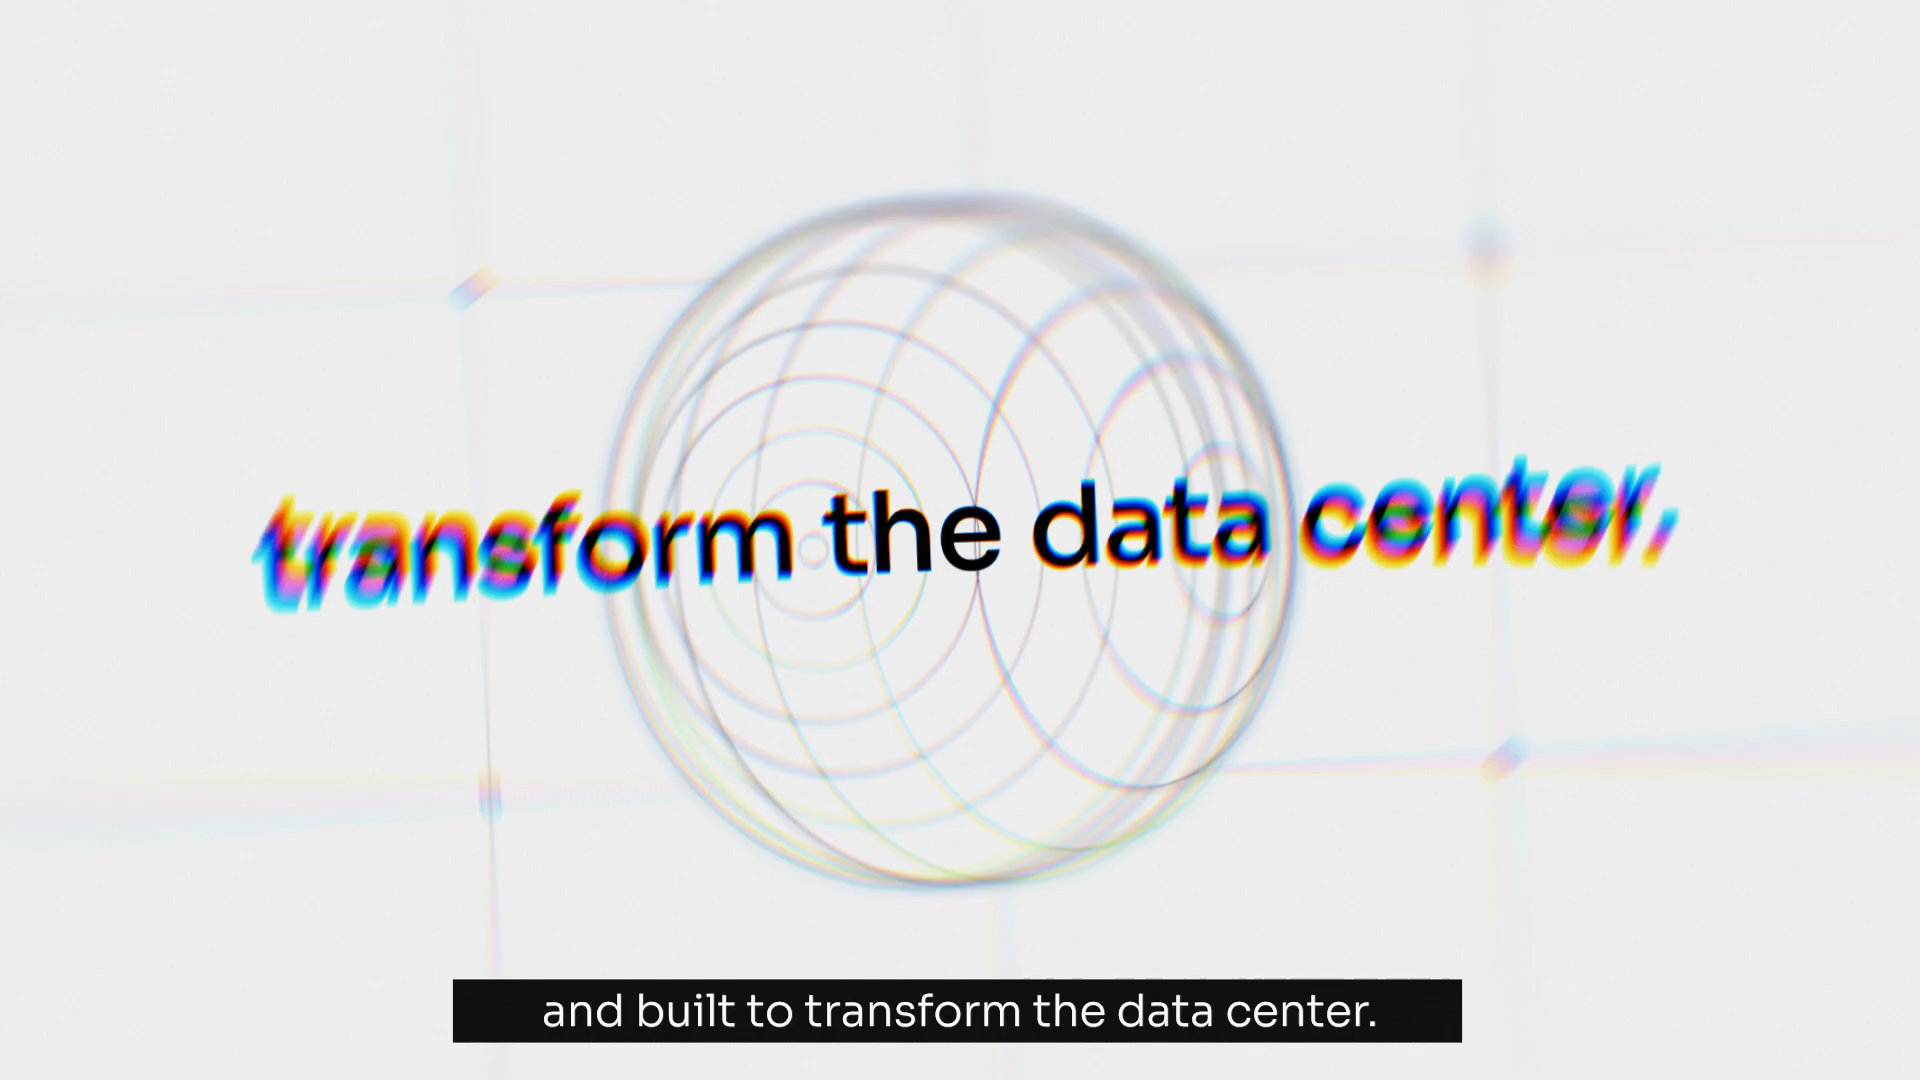 transform the data center.
and built to transform the data center.